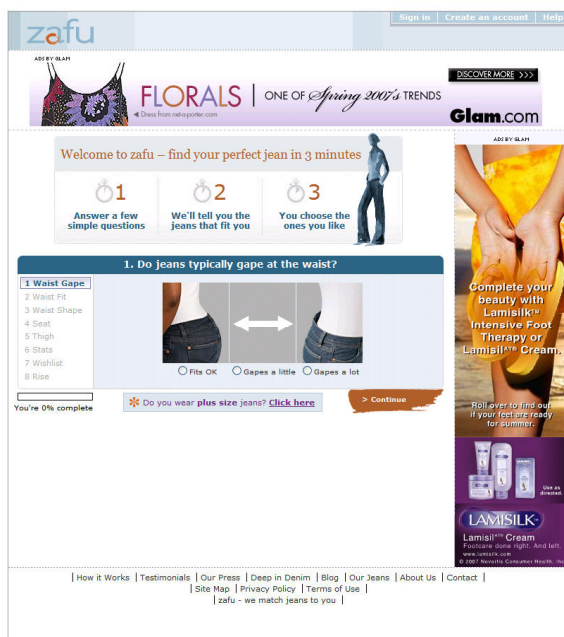 Sign in | Create an account | Help
zafu
ADS BY GLAM
DISCOVER MORE >>>
FLORALS | ONE OF Spring 2007's TRENDS
Dress from net-a-porter.com
Glam.com
Welcome to zafu – find your perfect jean in 3 minutes
1
Answer a few
simple questions
2
We'll tell you the
jeans that fit you
3
You choose the
ones you like
1. Do jeans typically gape at the waist?
1 Waist Gape
2 Waist Fit
3 Waist Shape
4 Seat
5 Thigh
6 Stats
7 Wishlist
8 Rise
Fits OK
Gapes a little
Gapes a lot
You're 0% complete
Do you wear plus size jeans? Click here
> Continue
ADS BY GLAM
Complete your
beauty with
Lamisilk™
Intensive Foot
Therapy or
Lamisil ᴬᵀ® Cream.
Roll over to find out
if your feet are ready
for summer.
Use as
directed.
LAMISILK™
Lamisil ᴬᵀ® Cream
Footcare done right. And left.
www.lamisilk.com
© 2007 Novartis Consumer Health, Inc
| How it Works | Testimonials | Our Press | Deep in Denim | Blog | Our Jeans | About Us | Contact |
| Site Map | Privacy Policy | Terms of Use |
| zafu - we match jeans to you |